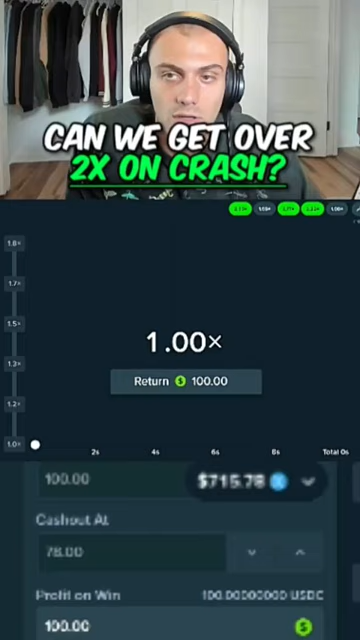 CAN WE GET OVER
2X ON CRASH?
1.8×
1.7×
1.5×
1.3×
1.2×
1.0×
1.00×
Return $ 100.00
2s 4s 6s 8s Total 0s
100.00
$715.78
Cashout At
78.00
Profit on Win 100.00000000 USDC
100.00